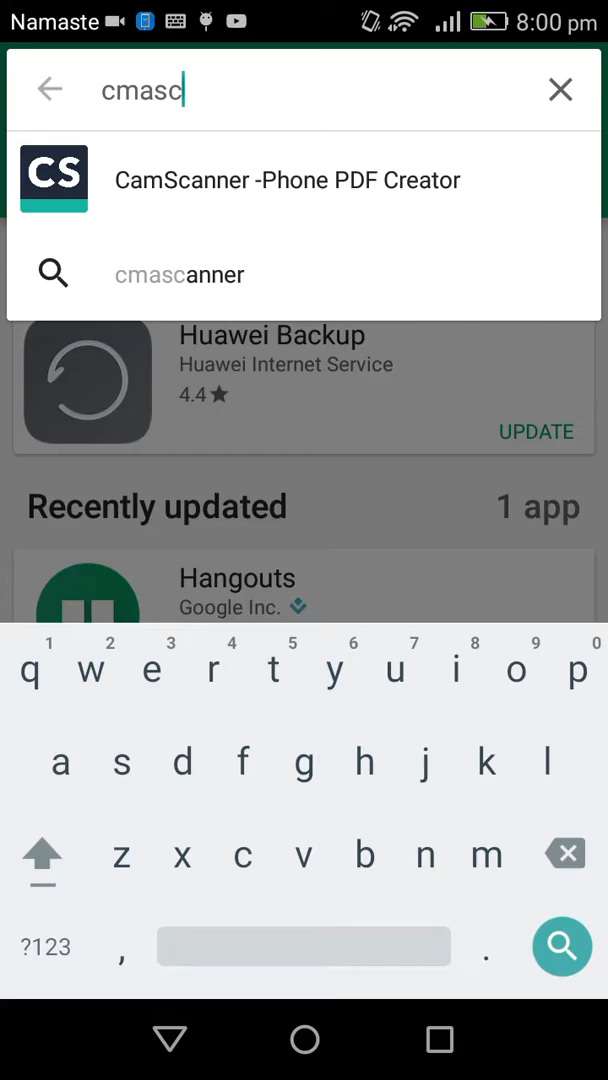 Namaste 8:00 pm
cmasc
CS CamScanner -Phone PDF Creator
cmascanner
Huawei Backup
Huawei Internet Service
4.4★
UPDATE
Recently updated 1 app
Hangouts
Google Inc.
1 2 3 4 5 6 7 8 9 0
q w e r t y u i o p
a s d f g h j k l
z x c v b n m
?123 , .